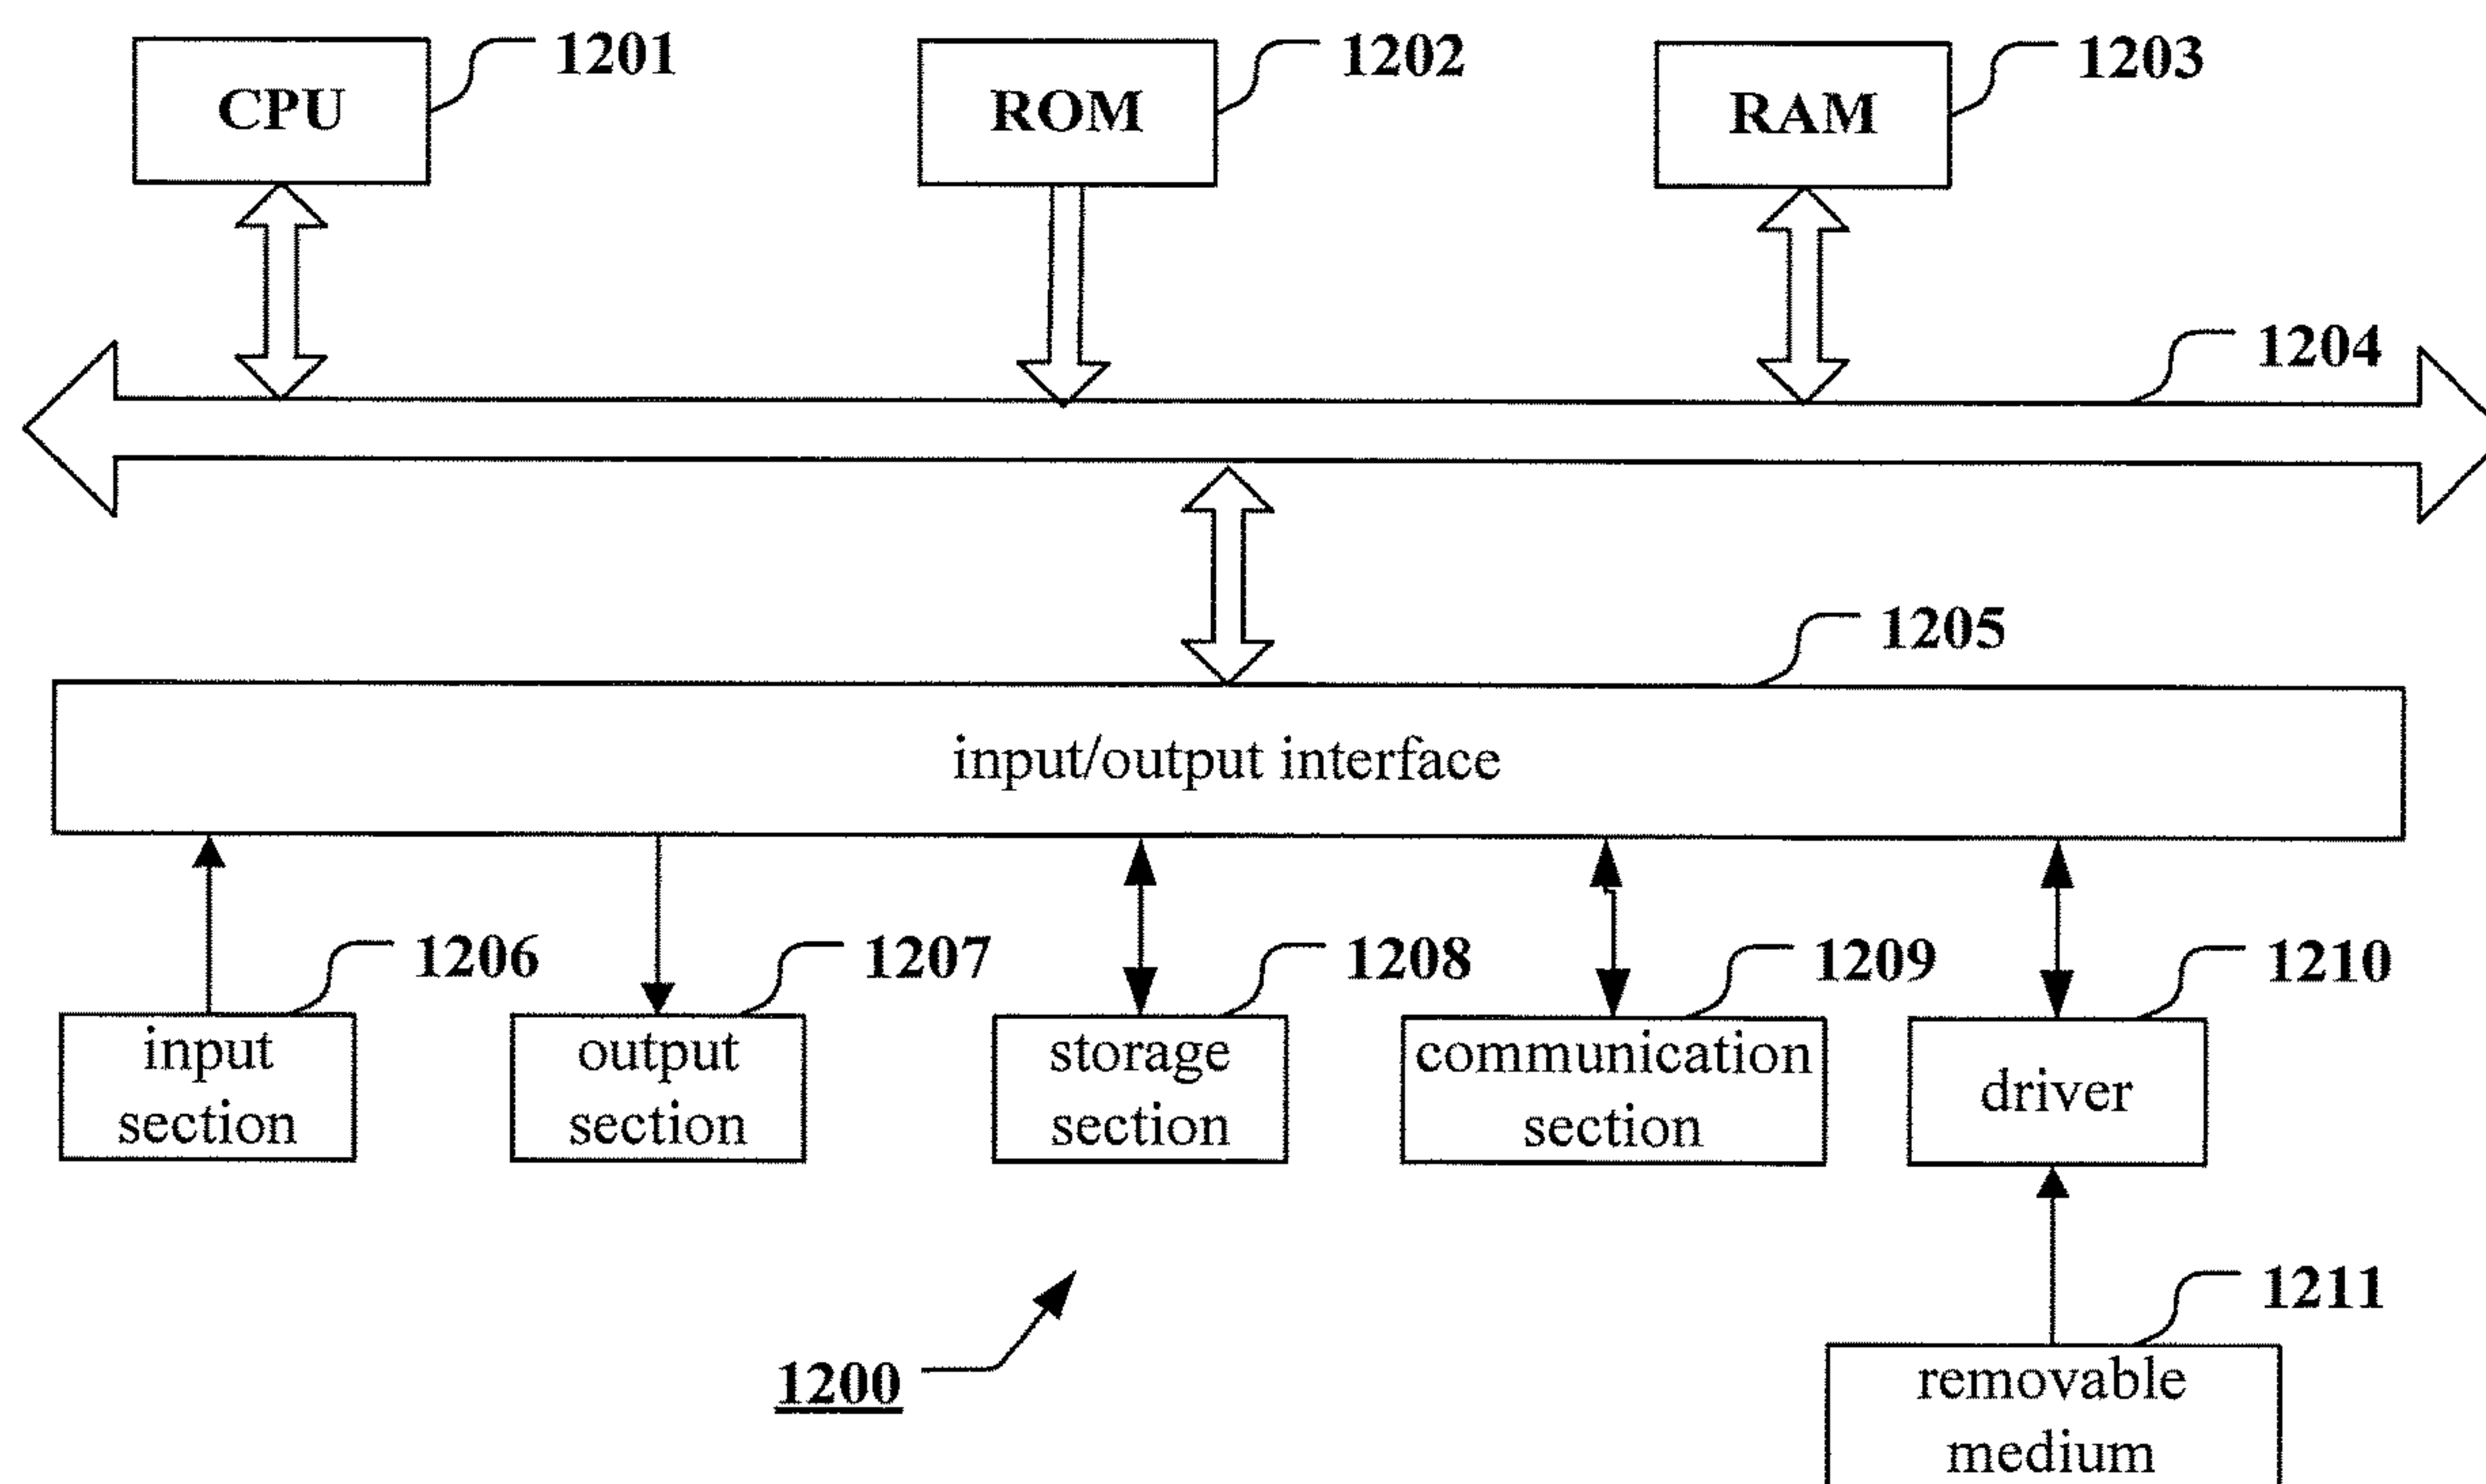 1201
CPU
1202
ROM
1203
RAM
1204
1205
input/output interface
1206
input
section
1207
output
section
1208
storage
section
1209
communication
section
1210
driver
1211
removable
medium
1200